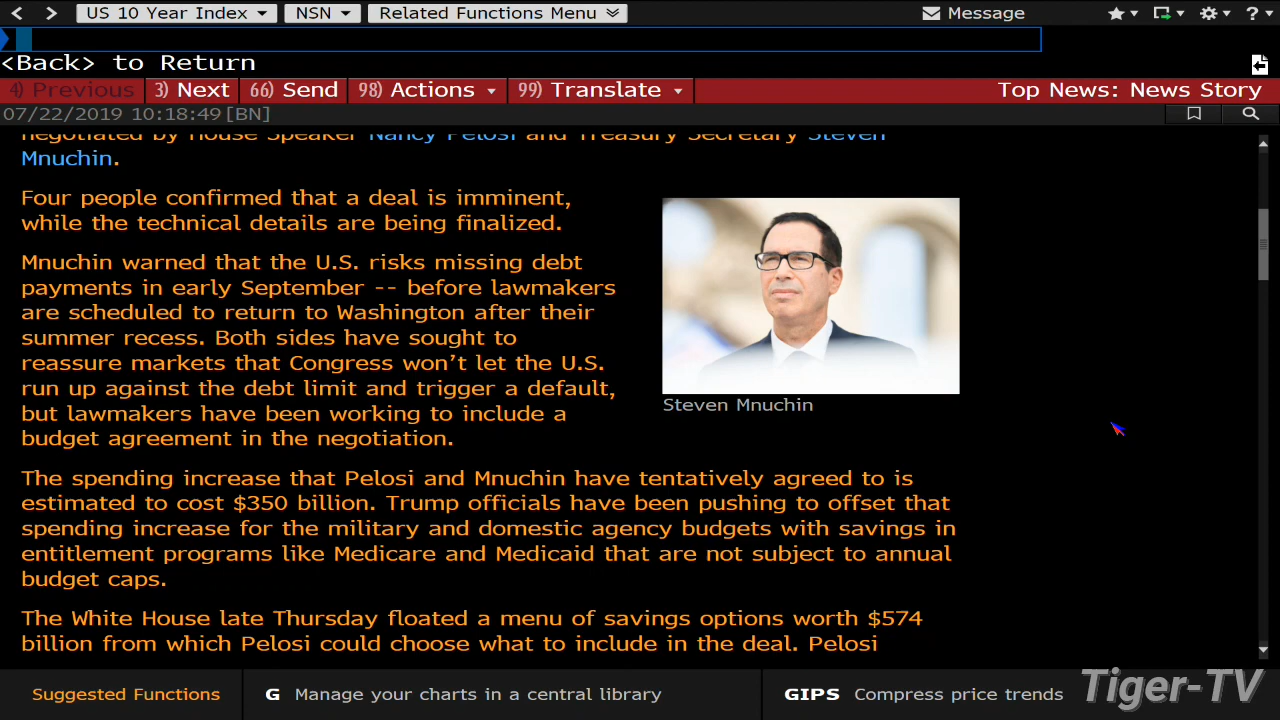 US 10 Year Index NSN Related Functions Menu Message
<Back> to Return
4) Previous 3) Next 66) Send 98) Actions 99) Translate Top News: News Story
07/22/2019 10:18:49 [BN]
negotiated by House Speaker Nancy Pelosi and Treasury Secretary Steven
Mnuchin.
Four people confirmed that a deal is imminent,
while the technical details are being finalized.
Mnuchin warned that the U.S. risks missing debt
payments in early September -- before lawmakers
are scheduled to return to Washington after their
summer recess. Both sides have sought to
reassure markets that Congress won't let the U.S.
run up against the debt limit and trigger a default,
but lawmakers have been working to include a
budget agreement in the negotiation.
Steven Mnuchin
The spending increase that Pelosi and Mnuchin have tentatively agreed to is
estimated to cost $350 billion. Trump officials have been pushing to offset that
spending increase for the military and domestic agency budgets with savings in
entitlement programs like Medicare and Medicaid that are not subject to annual
budget caps.
The White House late Thursday floated a menu of savings options worth $574
billion from which Pelosi could choose what to include in the deal. Pelosi
Suggested Functions G Manage your charts in a central library GIPS Compress price trends
Tiger-TV